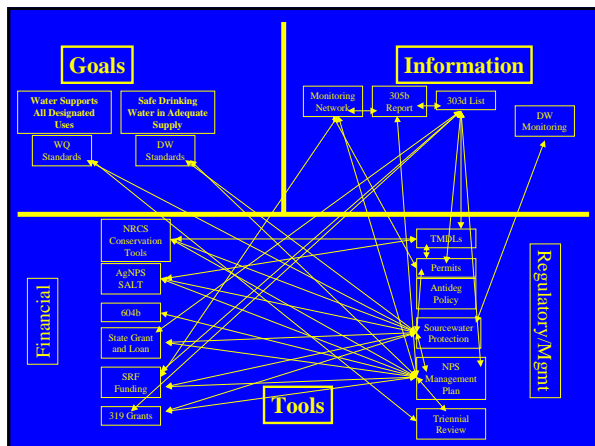 Goals
Information
Water Supports
All Designated
Uses
Safe Drinking
Water in Adequate
Supply
WQ
Standards
DW
Standards
Monitoring
Network
305b
Report
303d List
DW
Monitoring
NRCS
Conservation
Tools
AgNPS
SALT
604b
State Grant
and Loan
SRF
Funding
319 Grants
Financial
Tools
TMDLs
Permits
Antideg
Policy
Sourcewater
Protection
NPS
Management
Plan
Triennial
Review
Regulatory/Mgmt